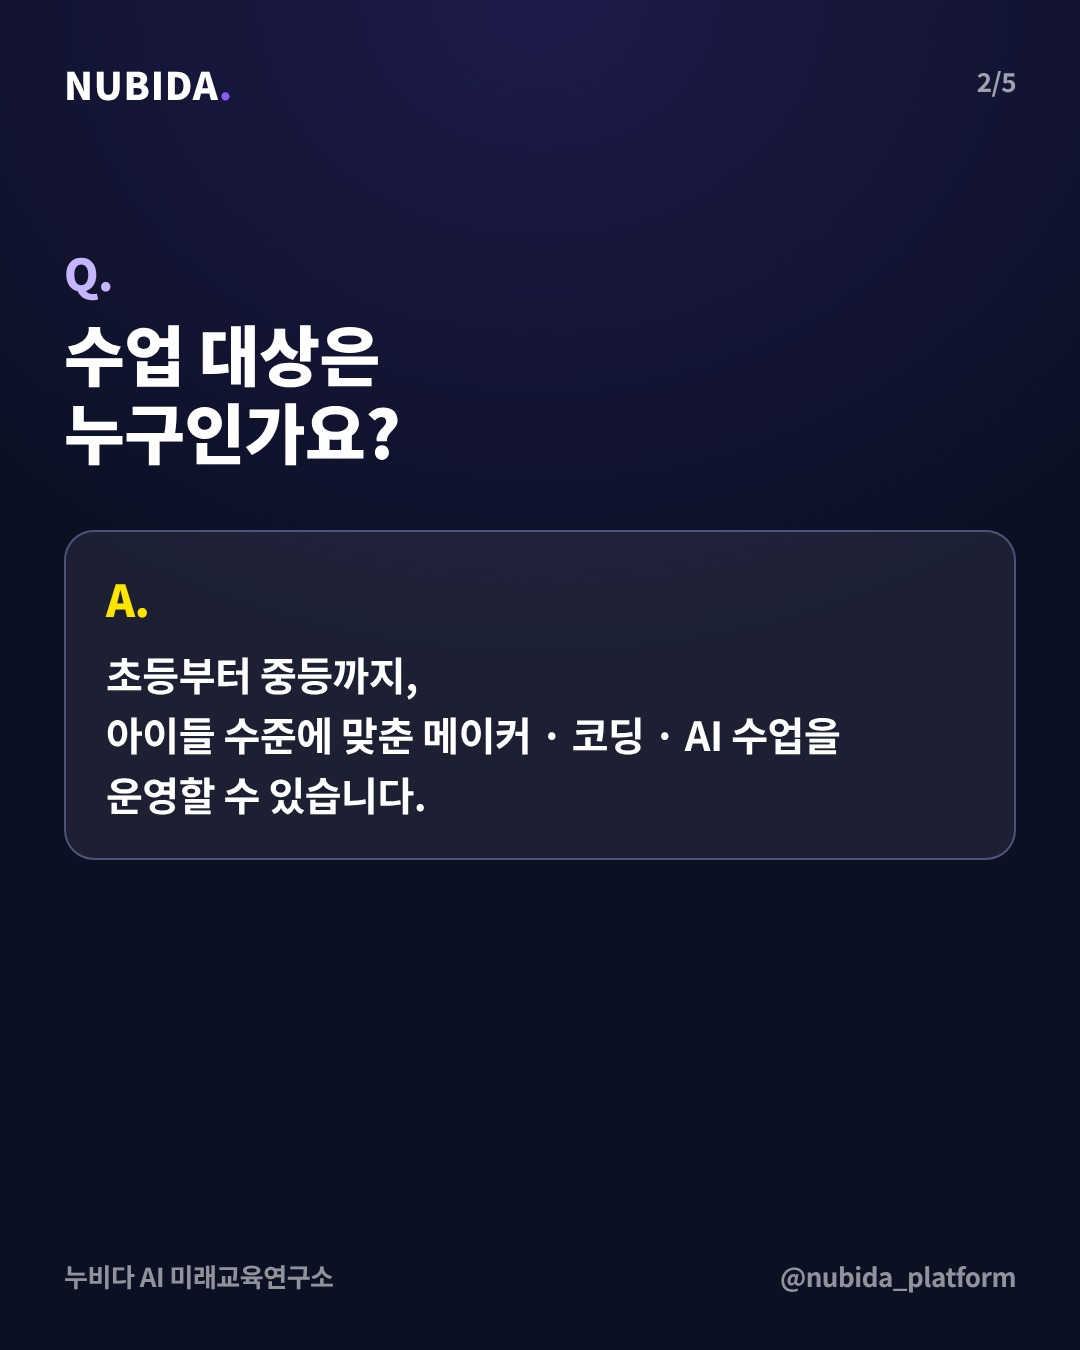 NUBIDA.
2/5
Q.
수업 대상은
누구인가요?
A.
초등부터 중등까지,
아이들 수준에 맞춘 메이커 · 코딩 · AI 수업을
운영할 수 있습니다.
누비다 AI 미래교육연구소
@nubida_platform